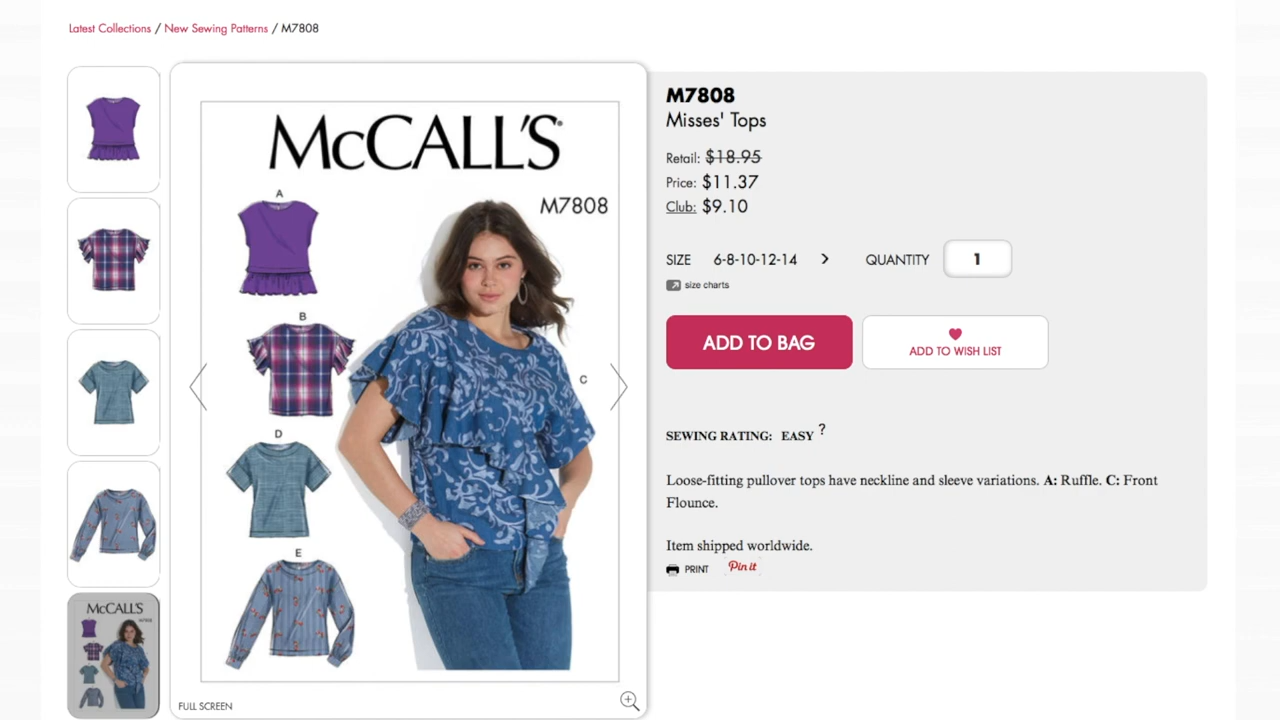 Latest Collections / New Sewing Patterns / M7808
McCALL'S
M7808
A
B
C
D
E
FULL SCREEN
McCALL'S
M7808
Misses' Tops
Retail: $18.95
Price: $11.37
Club: $9.10
SIZE 6-8-10-12-14 > QUANTITY 1
size charts
ADD TO BAG
ADD TO WISH LIST
SEWING RATING: EASY ?
Loose-fitting pullover tops have neckline and sleeve variations. A: Ruffle. C: Front
Flounce.
Item shipped worldwide.
PRINT Pin it